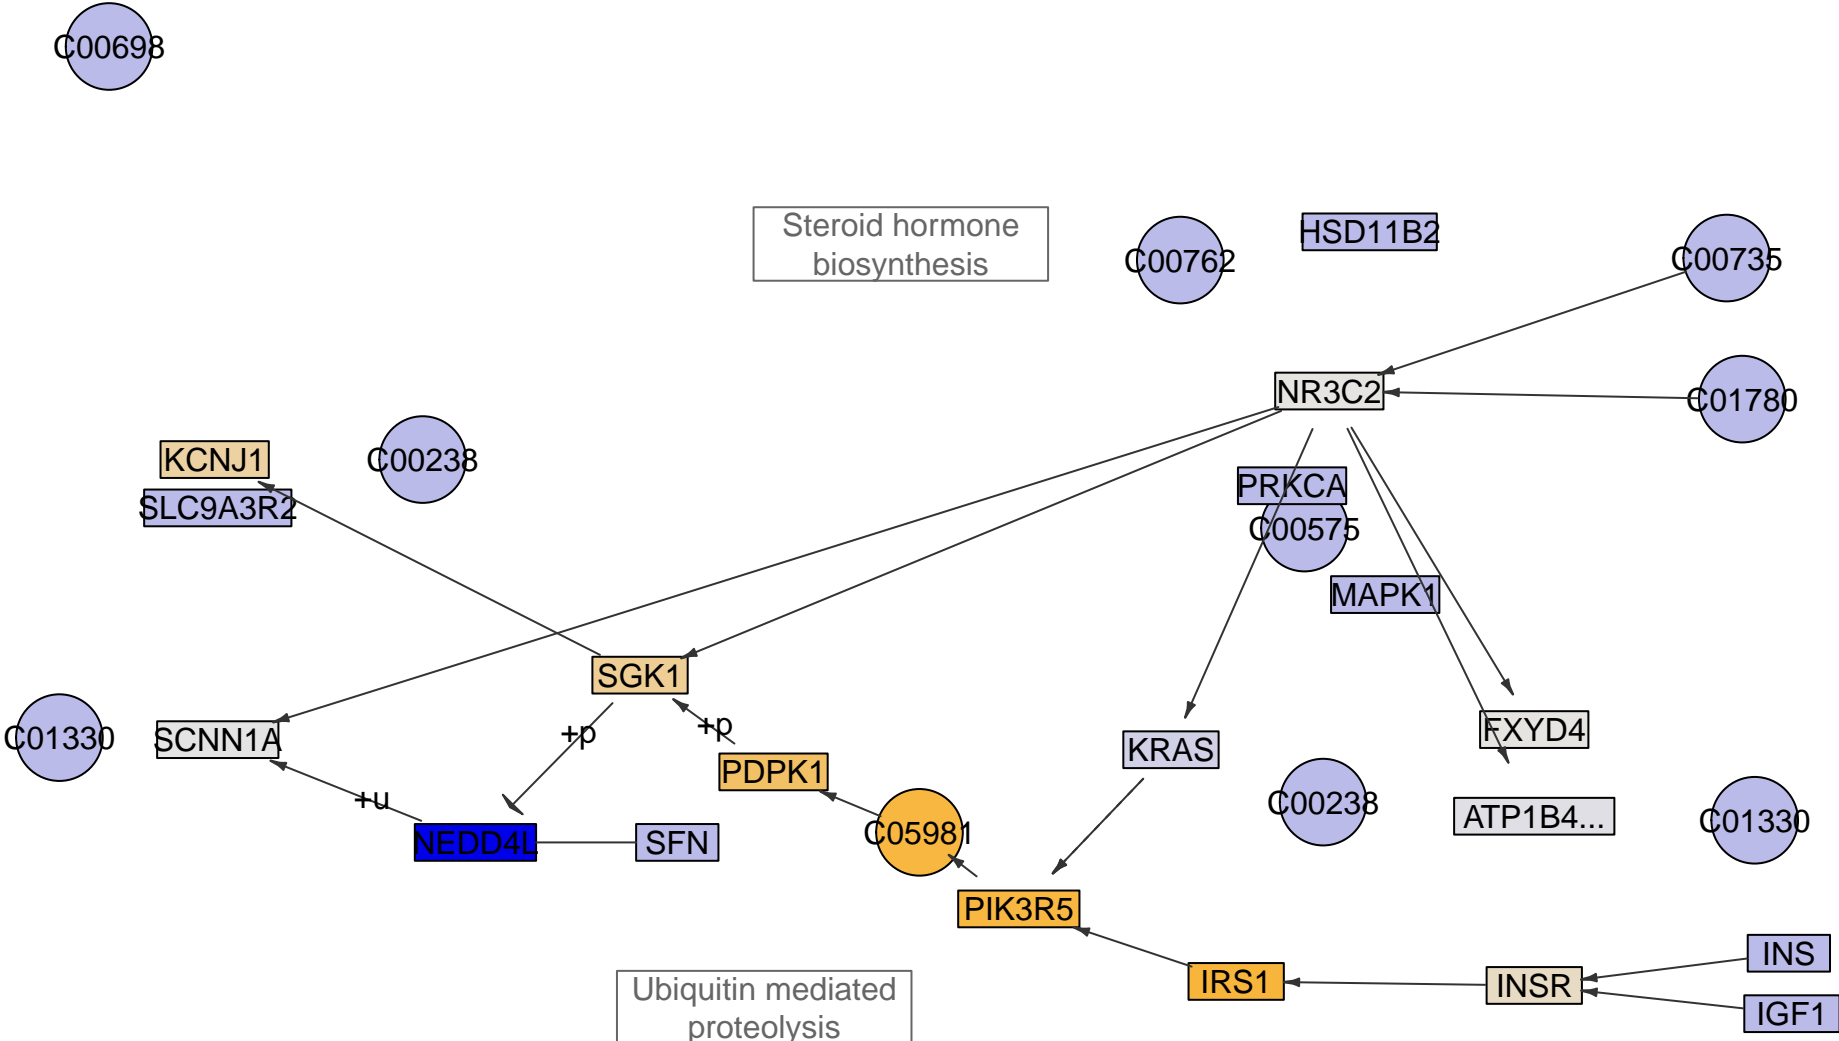 C00698
Steroid hormone
biosynthesis
C00762
HSD11B2
C00735
NR3C2
C01780
KCNJ1
C00238
SLC9A3R2
PRKCA
C00575
MAPK1
SGK1
+p
+p
C01330
SCNN1A
FXYD4
KRAS
PDPK1
+u
C00238
ATP1B4...
C01330
NEDD4L
SFN
C05981
PIK3R5
INS
IRS1
INSR
IGF1
Ubiquitin mediated
proteolysis